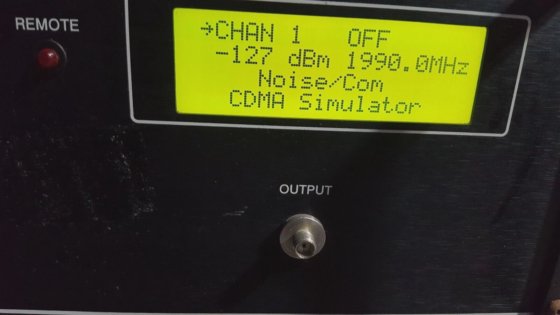 REMOTE
→CHAN 1 OFF
-127 dBm 1990.0MHz
Noise/Com
CDMA Simulator
OUTPUT